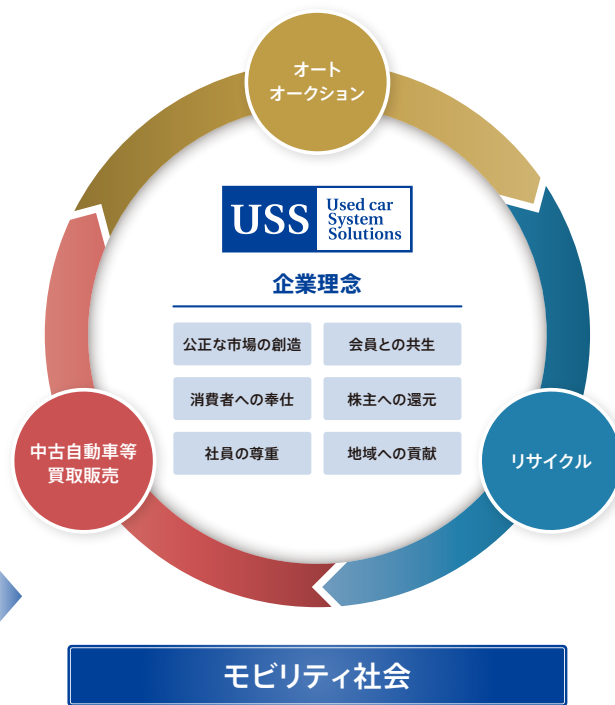 オート
オークション
USS
Used car
System
Solutions
企業理念
公正な市場の創造
会員との共生
消費者への奉仕
株主への還元
社員の尊重
地域への貢献
中古自動車等
買取販売
リサイクル
モビリティ社会